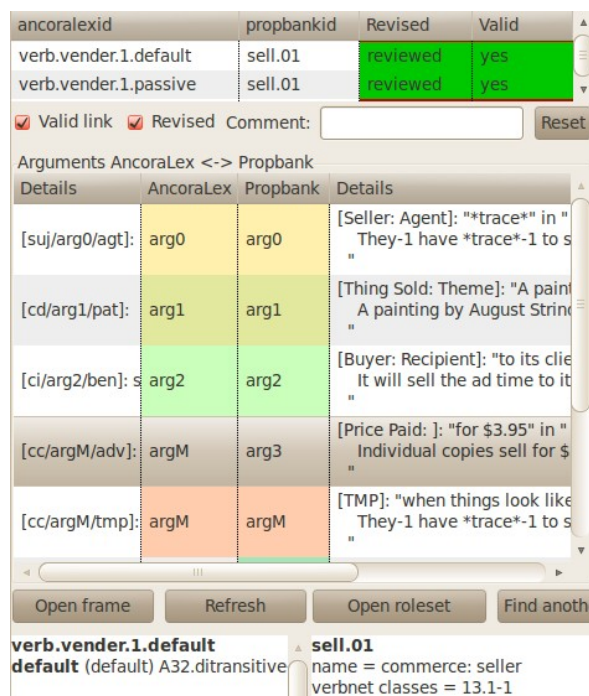 ancoralexid propbankid Revised Valid
verb.vender.1.default sell.01 reviewed yes
verb.vender.1.passive sell.01 reviewed yes
Valid link Revised Comment: Reset
Arguments AncoraLex <-> Propbank
Details AncoraLex Propbank Details
[Seller: Agent]: "*trace*" in "
[suj/arg0/agt]: arg0 arg0 They-1 have *trace*-1 to s
"
[Thing Sold: Theme]: "A paint
[cd/arg1/pat]: arg1 arg1 A painting by August Strind
"
[Buyer: Recipient]: "to its clie
[ci/arg2/ben]: s arg2 arg2 It will sell the ad time to it
"
[Price Paid: ]: "for $3.95" in "
[cc/argM/adv]: argM arg3 Individual copies sell for $
"
[TMP]: "when things look like
[cc/argM/tmp]: argM argM They-1 have *trace*-1 to s
"
Open frame Refresh Open roleset Find anoth
verb.vender.1.default sell.01
default (default) A32.ditransitive name = commerce: seller
verbnet classes = 13.1-1